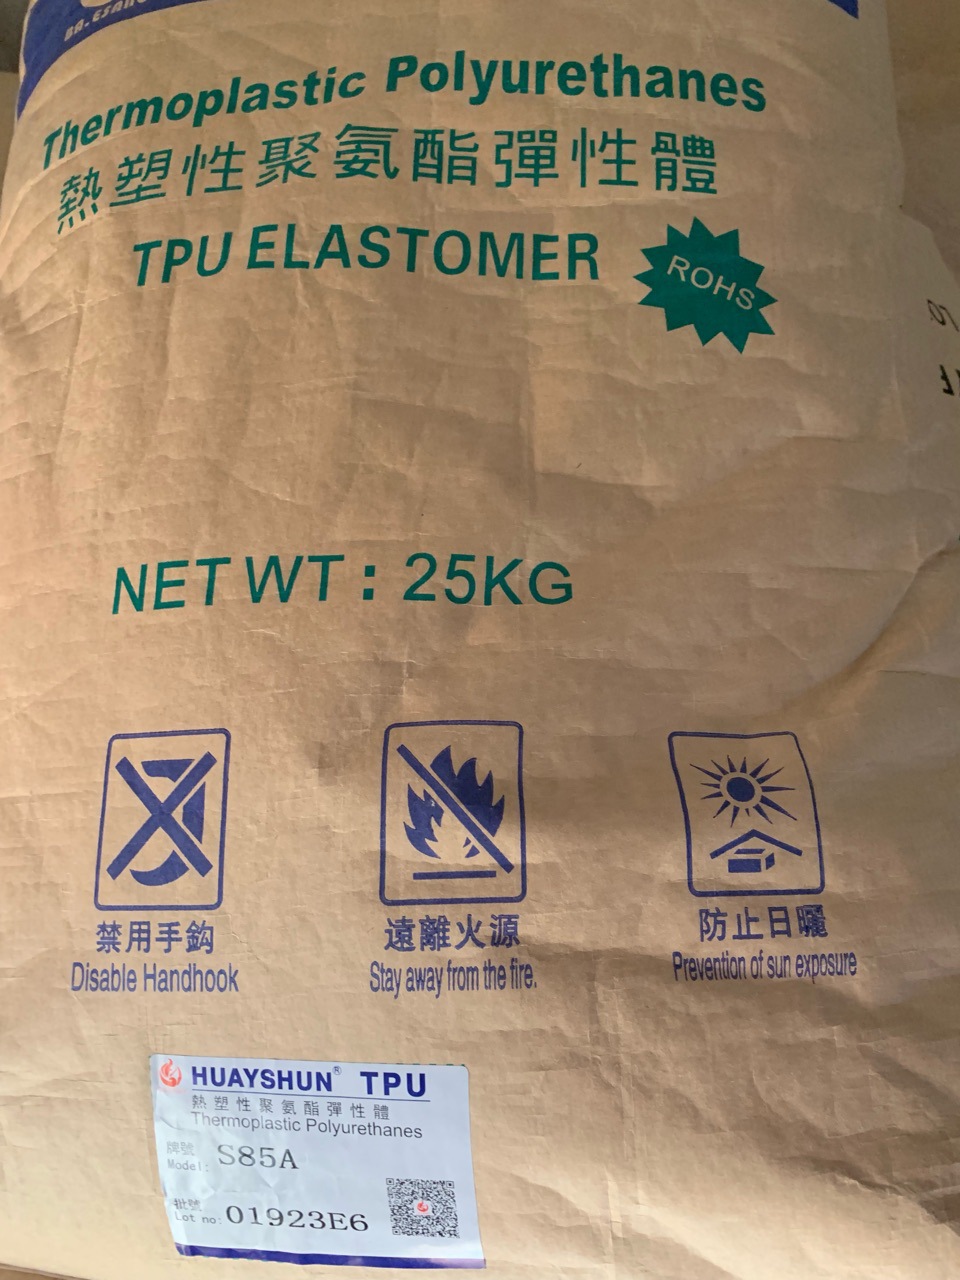 Thermoplastic Polyurethanes
熱塑性聚氨酯彈性體
TPU ELASTOMER
ROHS
NET WT : 25KG
禁用手鈎
Disable Handhook
遠離火源
Stay away from the fire.
防止日曬
Prevention of sun exposure
HUAYSHUN® TPU
熱塑性聚氨酯彈性體
Thermoplastic Polyurethanes
牌號
Model: S85A
批號
Lot no: 01923E6